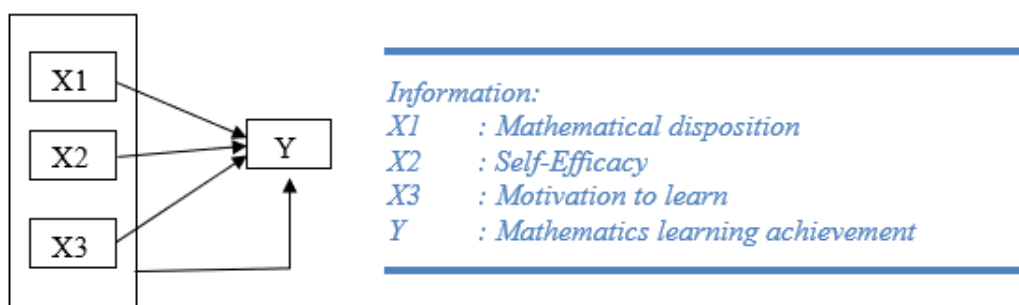 X1
X2
X3
Y
Information:
X1 : Mathematical disposition
X2 : Self-Efficacy
X3 : Motivation to learn
Y : Mathematics learning achievement